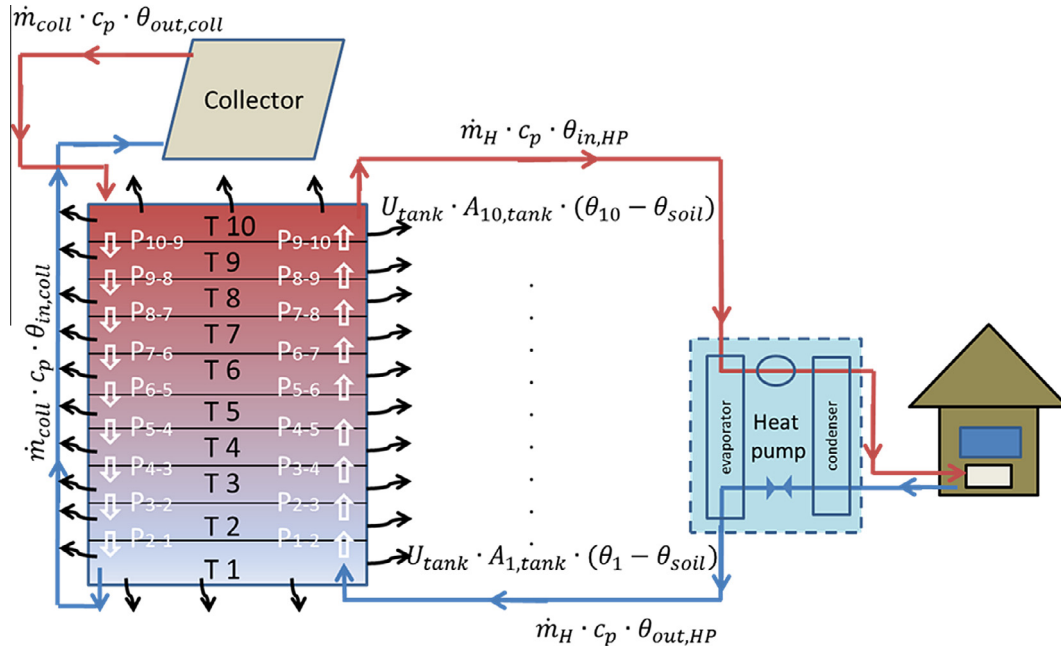 ṁ_coll · c_p · θ_out,coll
Collector
ṁ_H · c_p · θ_in,HP
U_tank · A_10,tank · (θ_10 − θ_soil)
T 10
P10-9 P9-10
T 9
P9-8 P8-9
T 8
P8-7 P7-8
T 7
P7-6 P6-7
T 6
P6-5 P5-6
T 5
P5-4 P4-5
T 4
P4-3 P3-4
T 3
P3-2 P2-3
T 2
P2-1 P1-2
T 1
ṁ_coll · c_p · θ_in,coll
evaporator
Heat
pump
condenser
U_tank · A_1,tank · (θ_1 − θ_soil)
ṁ_H · c_p · θ_out,HP